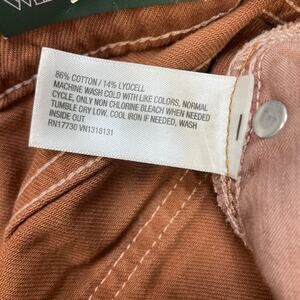 86% COTTON / 14% LYOCELL
MACHINE WASH COLD WITH LIKE COLORS, NORMAL
CYCLE, ONLY NON CHLORINE BLEACH WHEN NEEDED
TUMBLE DRY LOW, COOL IRON IF NEEDED, WASH
INSIDE OUT
RN17730 VN1318131